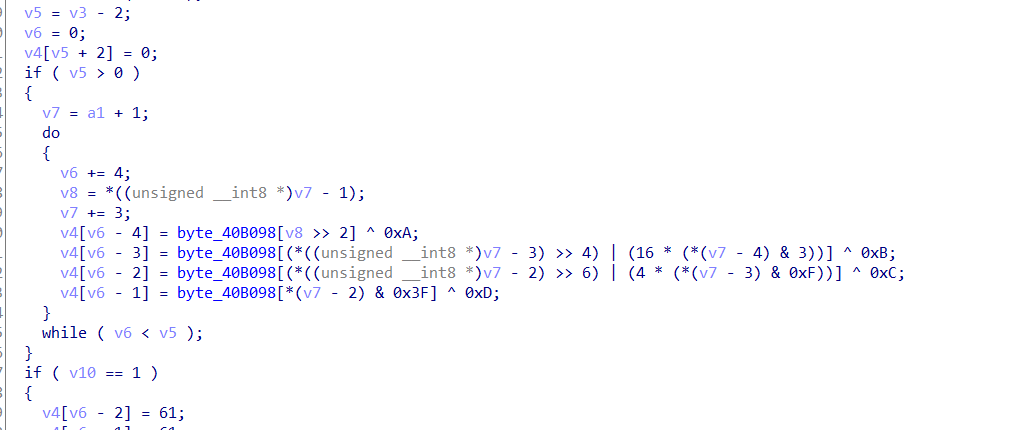 v5 = v3 - 2;
v6 = 0;
v4[v5 + 2] = 0;
if ( v5 > 0 )
{
v7 = a1 + 1;
do
{
v6 += 4;
v8 = *((unsigned __int8 *)v7 - 1);
v7 += 3;
v4[v6 - 4] = byte_40B098[v8 >> 2] ^ 0xA;
v4[v6 - 3] = byte_40B098[(*((unsigned __int8 *)v7 - 3) >> 4) | (16 * (*(v7 - 4) & 3))] ^ 0xB;
v4[v6 - 2] = byte_40B098[(*((unsigned __int8 *)v7 - 2) >> 6) | (4 * (*(v7 - 3) & 0xF))] ^ 0xC;
v4[v6 - 1] = byte_40B098[*(v7 - 2) & 0x3F] ^ 0xD;
}
while ( v6 < v5 );
}
if ( v10 == 1 )
{
v4[v6 - 2] = 61;